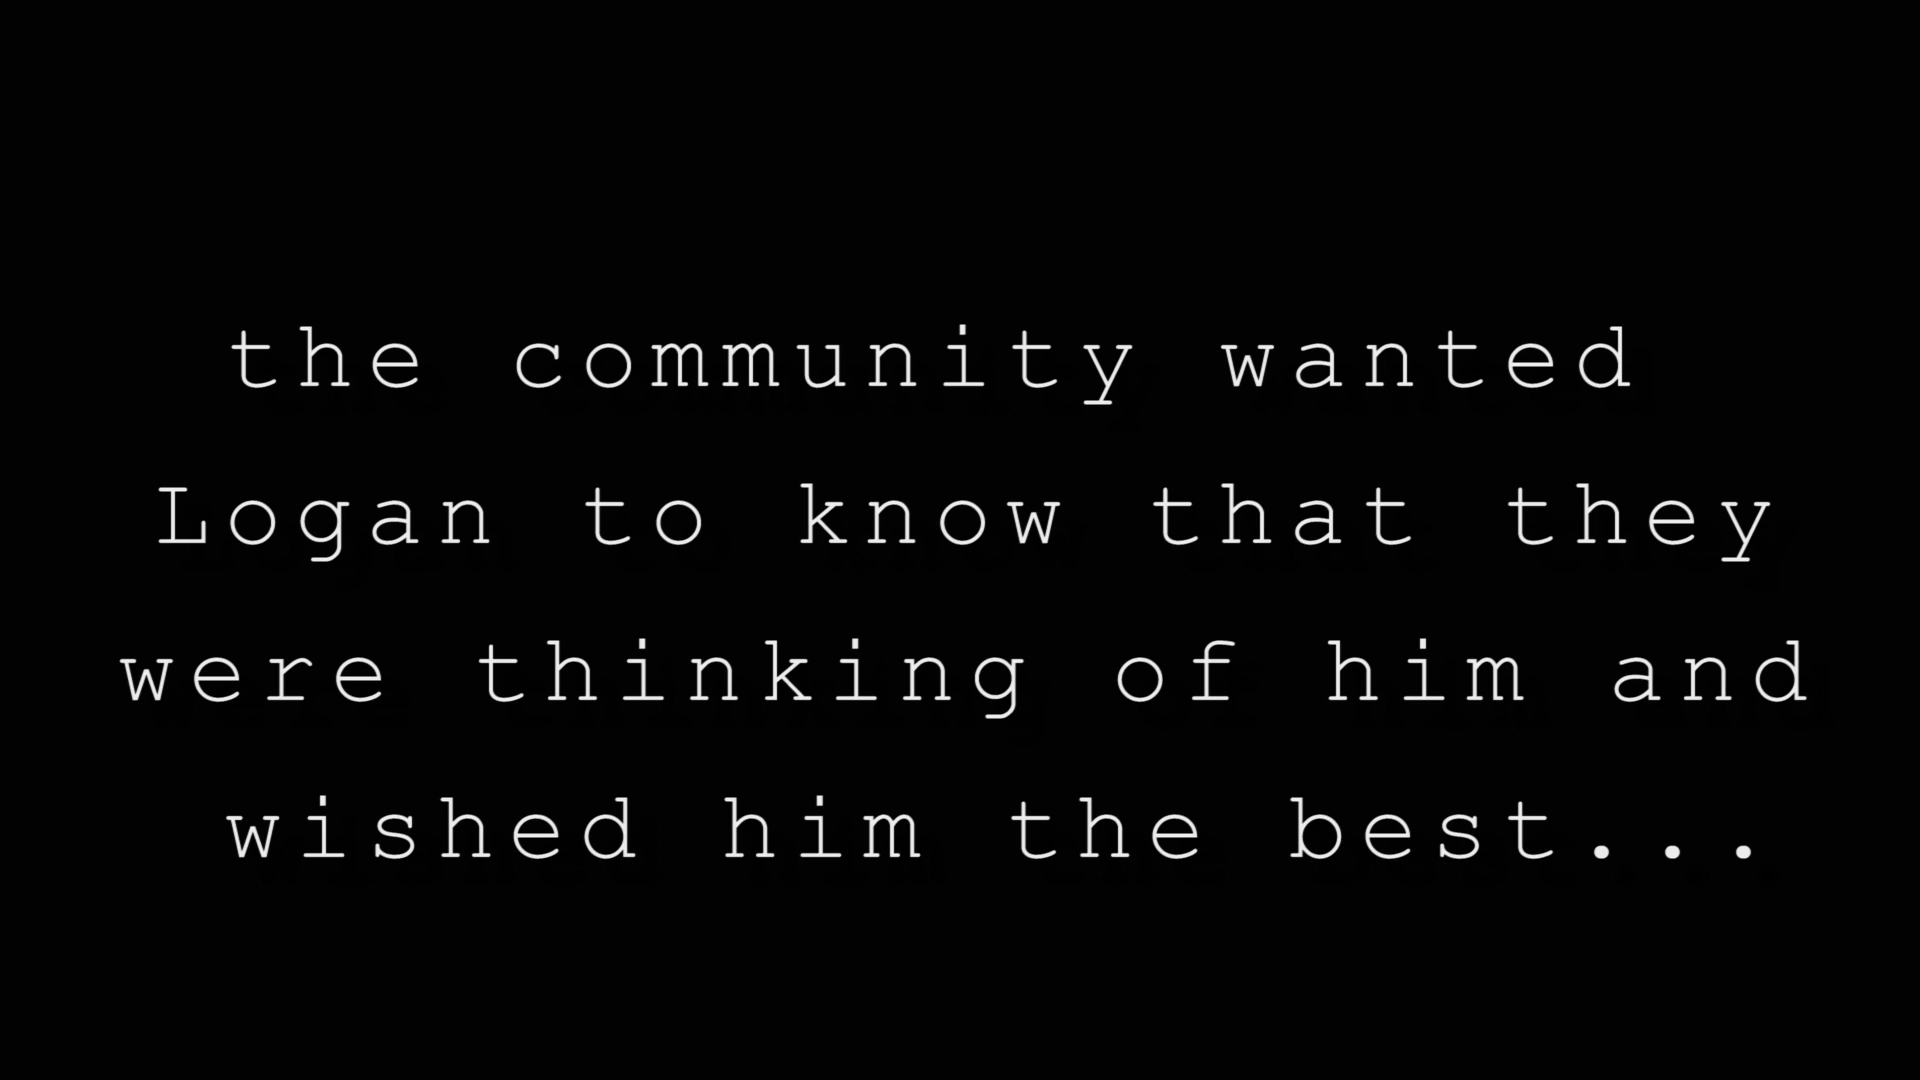 the community wanted
Logan to know that they
were thinking of him and
wished him the best...